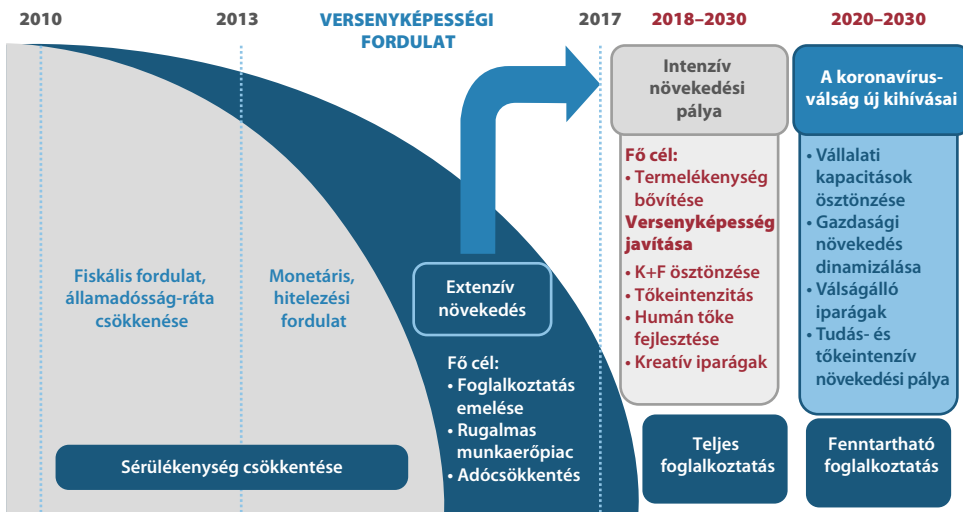 2010
2013
VERSENYKÉPESSÉGI
FORDULAT
2017
2018–2030
2020–2030
Fiskális fordulat,
államadósság-ráta
csökkenése
Monetáris,
hitelezési
fordulat
Sérülékenység csökkentése
Extenzív
növekedés
Fő cél:
• Foglalkoztatás
emelése
• Rugalmas
munkaerőpiac
• Adócsökkentés
Intenzív
növekedési
pálya
Fő cél:
• Termelékenység
bővítése
Versenyképesség
javítása
• K+F ösztönzése
• Tőkeintenzitás
• Humán tőke
fejlesztése
• Kreatív iparágak
Teljes
foglalkoztatás
A koronavírus-
válság új kihívásai
• Vállalati
kapacitások
ösztönzése
• Gazdasági
növekedés
dinamizálása
• Válságálló
iparágak
• Tudás- és
tőkeintenzív
növekedési pálya
Fenntartható
foglalkoztatás